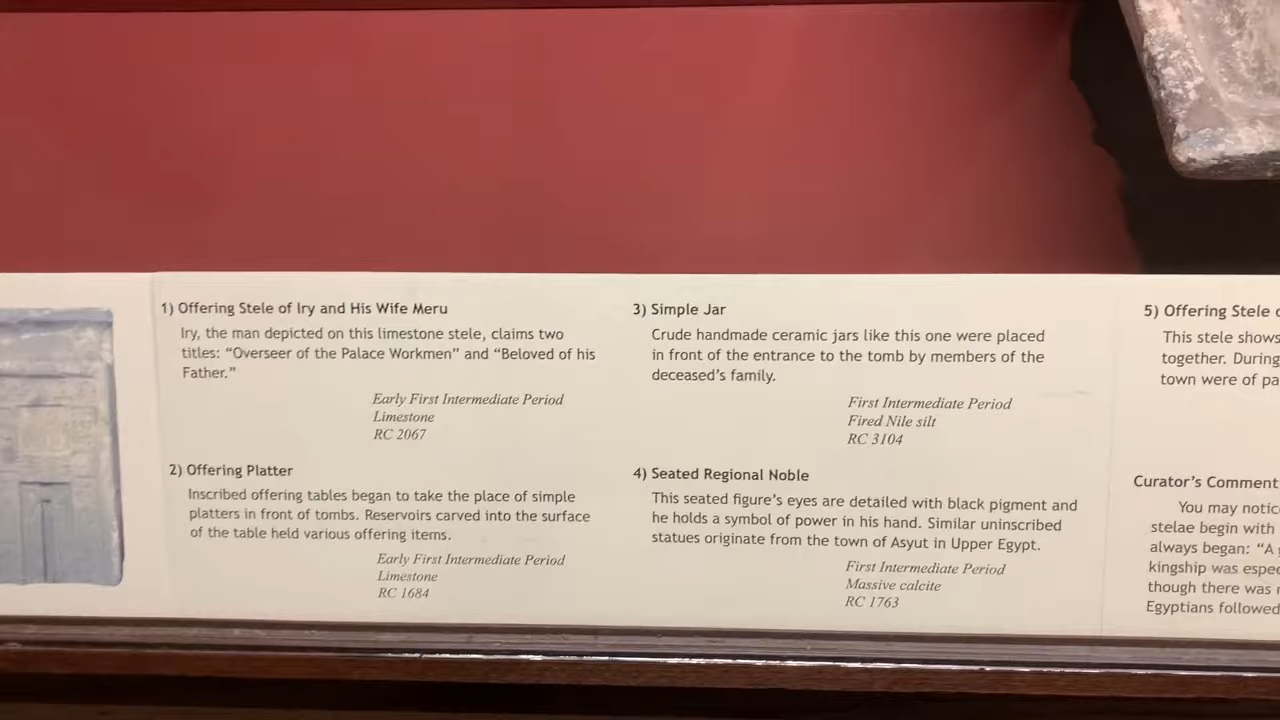 1) Offering Stele of Iry and His Wife Meru
Iry, the man depicted on this limestone stele, claims two
titles: “Overseer of the Palace Workmen” and “Beloved of his
Father.”
Early First Intermediate Period
Limestone
RC 2067
2) Offering Platter
Inscribed offering tables began to take the place of simple
platters in front of tombs. Reservoirs carved into the surface
of the table held various offering items.
Early First Intermediate Period
Limestone
RC 1684
3) Simple Jar
Crude handmade ceramic jars like this one were placed
in front of the entrance to the tomb by members of the
deceased’s family.
First Intermediate Period
Fired Nile silt
RC 3104
4) Seated Regional Noble
This seated figure’s eyes are detailed with black pigment and
he holds a symbol of power in his hand. Similar uninscribed
statues originate from the town of Asyut in Upper Egypt.
First Intermediate Period
Massive calcite
RC 1763
5) Offering Stele
This stele shows
together. During
town were of
Curator’s Comment
You may
stelae begin with
always began: “A
kingship was
though there was
Egyptians followed